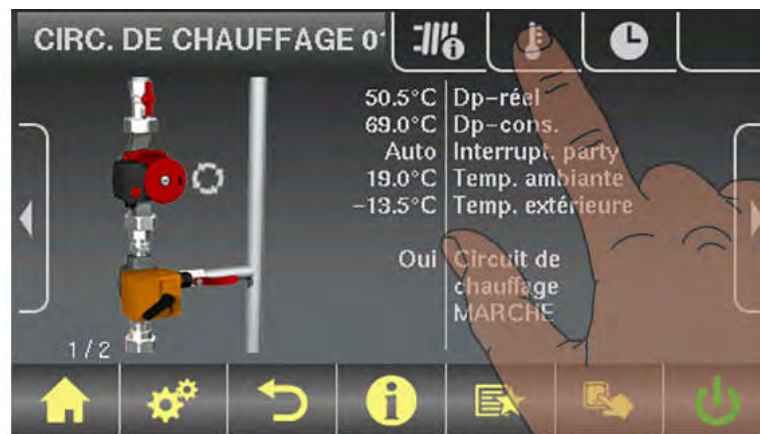 CIRC. DE CHAUFFAGE 01
50.5°C Dp-réel
69.0°C Dp-cons.
Auto Interrupt. party
19.0°C Temp. ambiante
-13.5°C Temp. extérieure
Oui Circuit de
chauffage
MARCHE
1/2